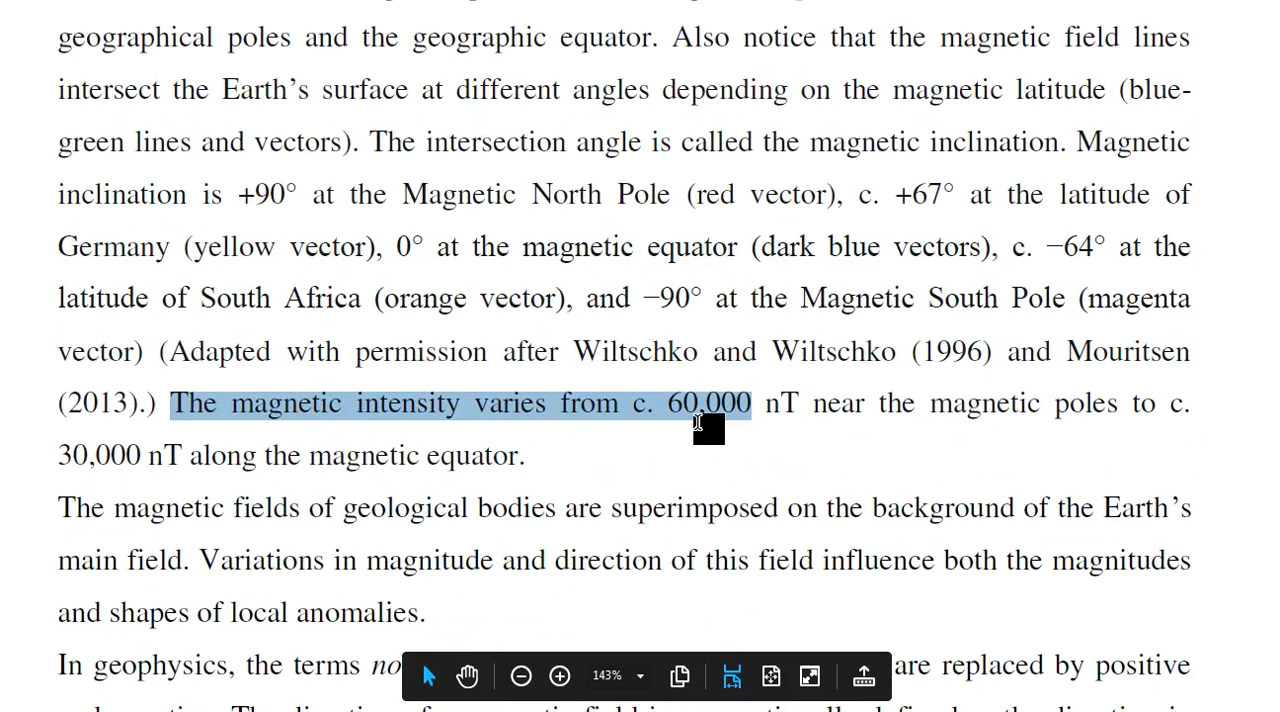 geographical poles and the geographic equator. Also notice that the magnetic field lines
intersect the Earth’s surface at different angles depending on the magnetic latitude (blue-
green lines and vectors). The intersection angle is called the magnetic inclination. Magnetic
inclination is +90° at the Magnetic North Pole (red vector), c. +67° at the latitude of
Germany (yellow vector), 0° at the magnetic equator (dark blue vectors), c. −64° at the
latitude of South Africa (orange vector), and −90° at the Magnetic South Pole (magenta
vector) (Adapted with permission after Wiltschko and Wiltschko (1996) and Mouritsen
(2013).) The magnetic intensity varies from c. 60,000 nT near the magnetic poles to c.
30,000 nT along the magnetic equator.
The magnetic fields of geological bodies are superimposed on the background of the Earth’s
main field. Variations in magnitude and direction of this field influence both the magnitudes
and shapes of local anomalies.
In geophysics, the terms are replaced by positive
143%